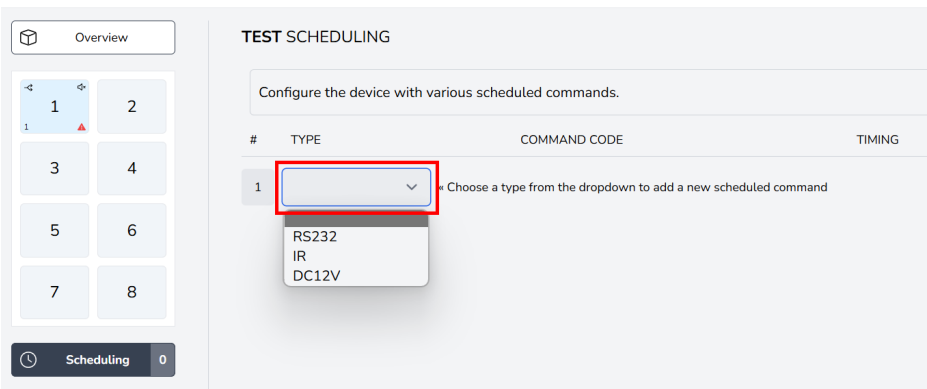 Overview
1
1
2
3
4
5
6
7
8
Scheduling 0
TEST SCHEDULING
Configure the device with various scheduled commands.
# TYPE COMMAND CODE TIMING
1 « Choose a type from the dropdown to add a new scheduled command
RS232
IR
DC12V